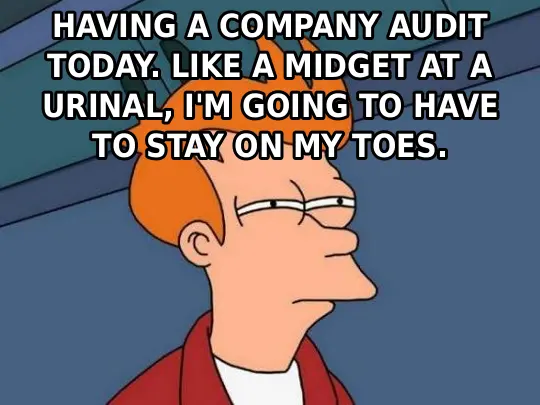 HAVING A COMPANY AUDIT
TODAY. LIKE A MIDGET AT A
URINAL, I'M GOING TO HAVE
TO STAY ON MY TOES.